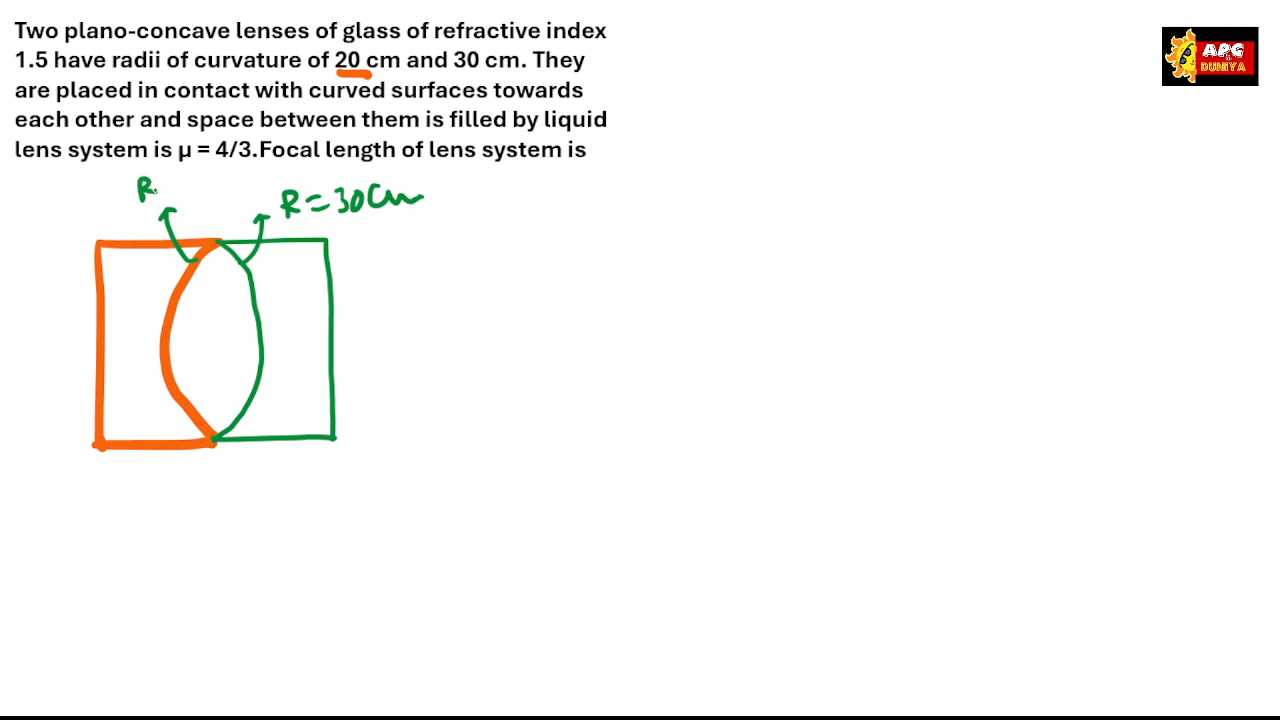 Two plano-concave lenses of glass of refractive index
1.5 have radii of curvature of 20 cm and 30 cm. They
are placed in contact with curved surfaces towards
each other and space between them is filled by liquid
lens system is μ = 4/3.Focal length of lens system is
R
R=30cm
APC
DUNIYA